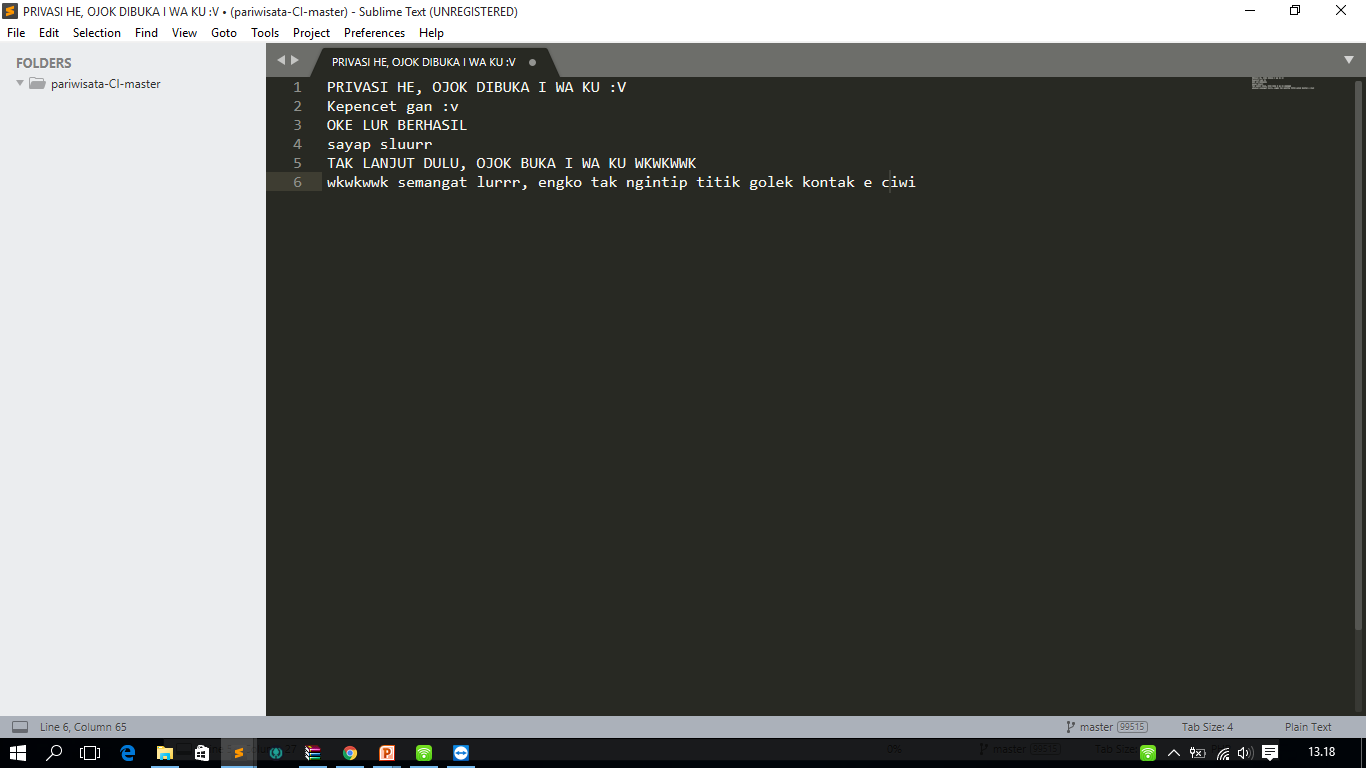 PRIVASI HE, OJOK DIBUKA I WA KU :V • (pariwisata-CI-master) - Sublime Text (UNREGISTERED)
File Edit Selection Find View Goto Tools Project Preferences Help
FOLDERS
pariwisata-CI-master
PRIVASI HE, OJOK DIBUKA I WA KU :V
1 PRIVASI HE, OJOK DIBUKA I WA KU :V
2 Kepencet gan :v
3 OKE LUR BERHASIL
4 sayap sluurr
5 TAK LANJUT DULU, OJOK BUKA I WA KU WKWKWWK
6 wkwkwwk semangat lurrr, engko tak ngintip titik golek kontak e ciwi
Line 6, Column 65 master 99515 Tab Size: 4 Plain Text
13.18